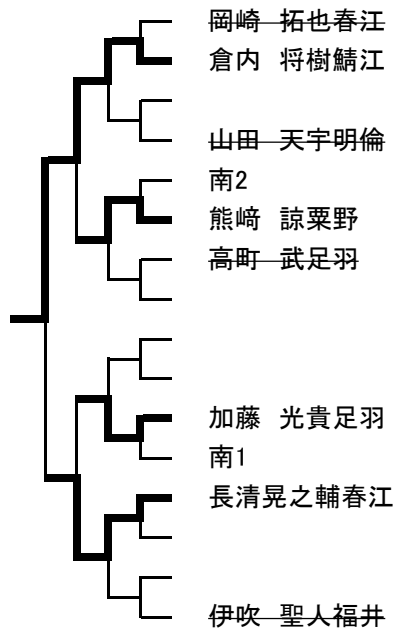 岡崎 拓也春江
倉内 将樹鯖江
山田 天宇明倫
南2
熊﨑 諒粟野
高町 武足羽
加藤 光貴足羽
南1
長清晃之輔春江
伊吹 聖人福井